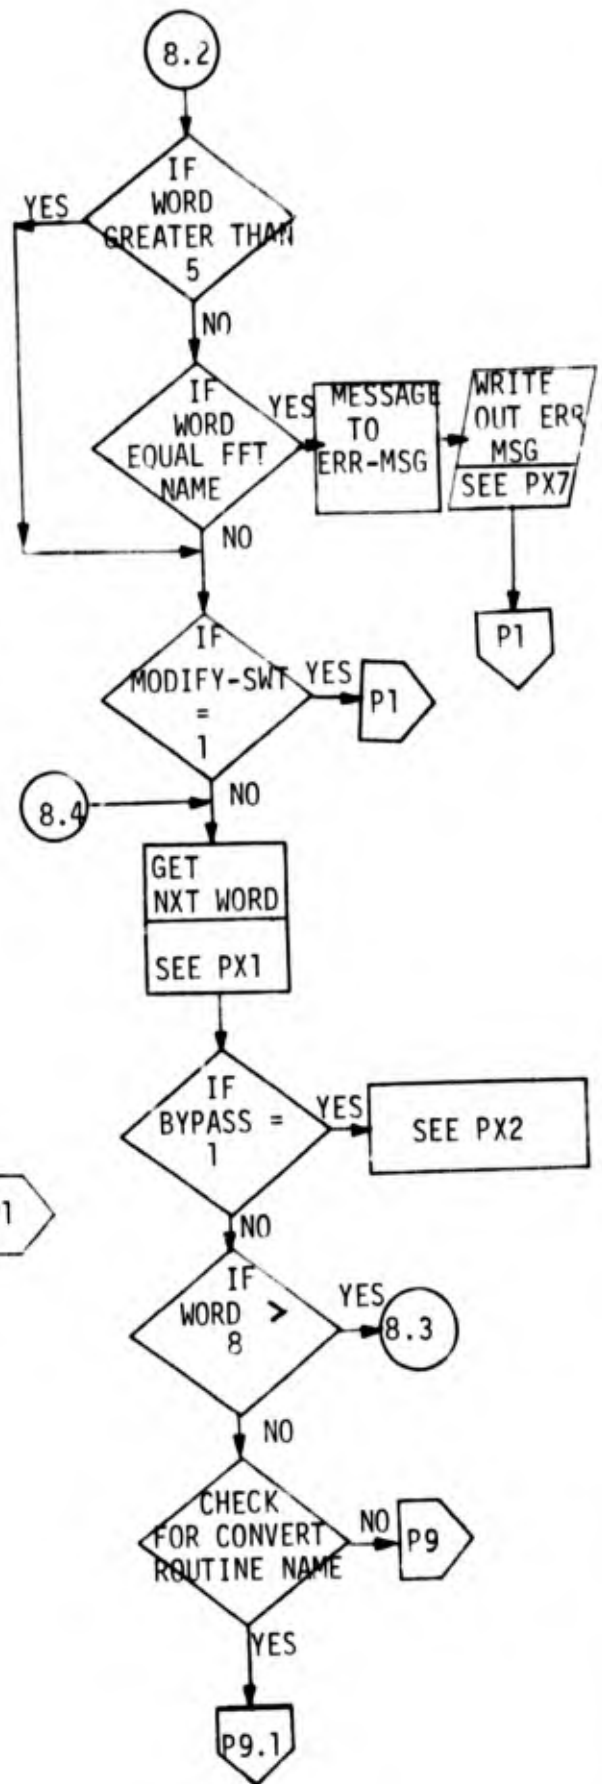 8.2
IF
WORD
GREATER THAN
5
YES
NO
IF
WORD
EQUAL FFT
NAME
YES
MESSAGE
TO
ERR-MSG
WRITE
OUT ERR
MSG
SEE PX7
P1
NO
IF
MODIFY-SWT
=
1
YES
P1
NO
8.4
GET
NXT WORD
SEE PX1
IF
BYPASS =
1
YES
SEE PX2
1
NO
IF
WORD >
8
YES
8.3
NO
CHECK
FOR CONVERT
ROUTINE NAME
NO
P9
YES
P9.1